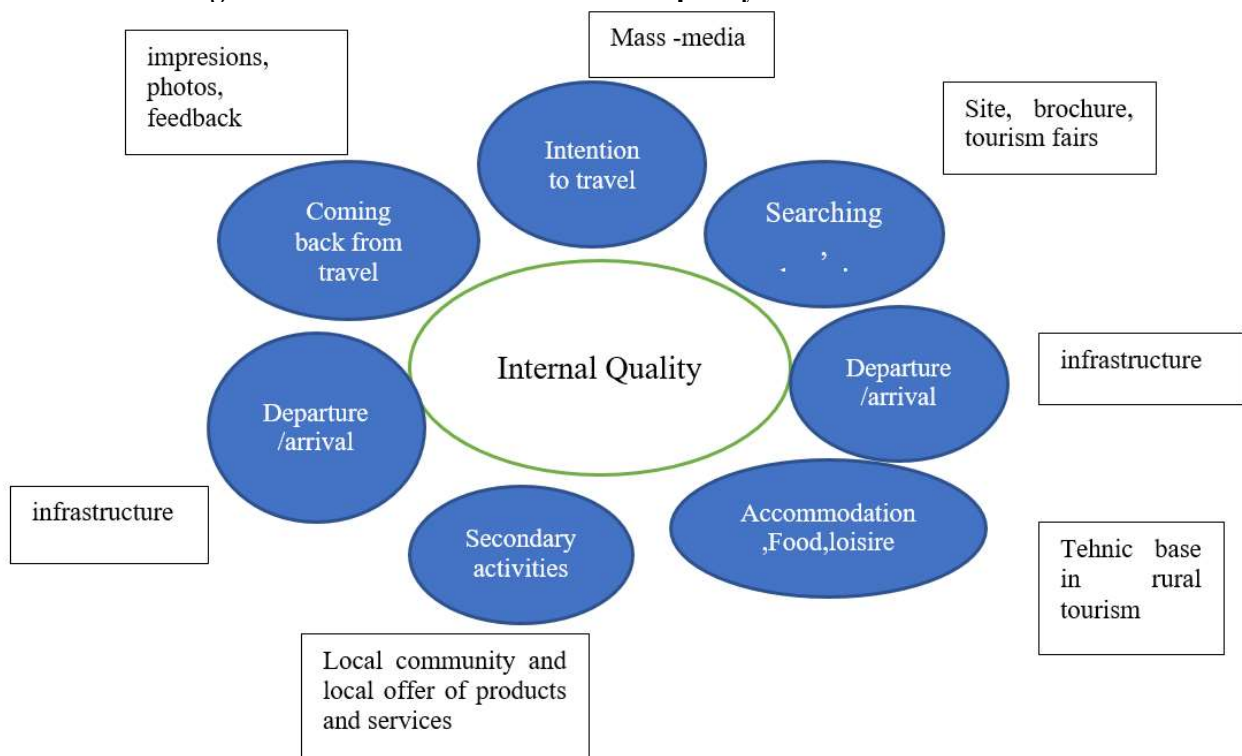 Mass -media
impresions,
photos,
feedback
Site, brochure,
tourism fairs
Intention
to travel
Searching
,
Coming
back from
travel
Internal Quality
Departure
/arrival
infrastructure
Departure
/arrival
infrastructure
Accommodation
,Food,loisire
Secondary
activities
Tehnic base
in rural
tourism
Local community and
local offer of products
and services